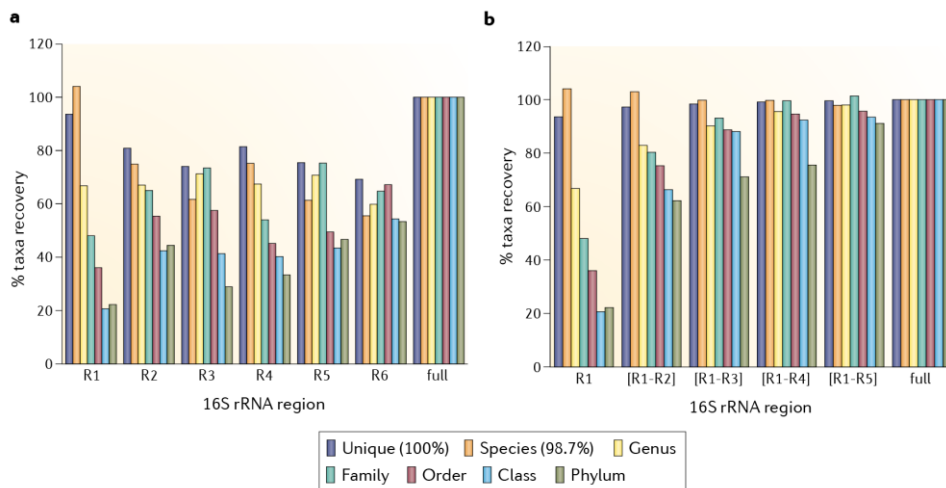 a
% taxa recovery
120
100
80
60
40
20
0
R1 R2 R3 R4 R5 R6 full
16S rRNA region
b
% taxa recovery
120
100
80
60
40
20
0
R1 [R1-R2] [R1-R3] [R1-R4] [R1-R5] full
16S rRNA region
Unique (100%) Species (98.7%) Genus
Family Order Class Phylum